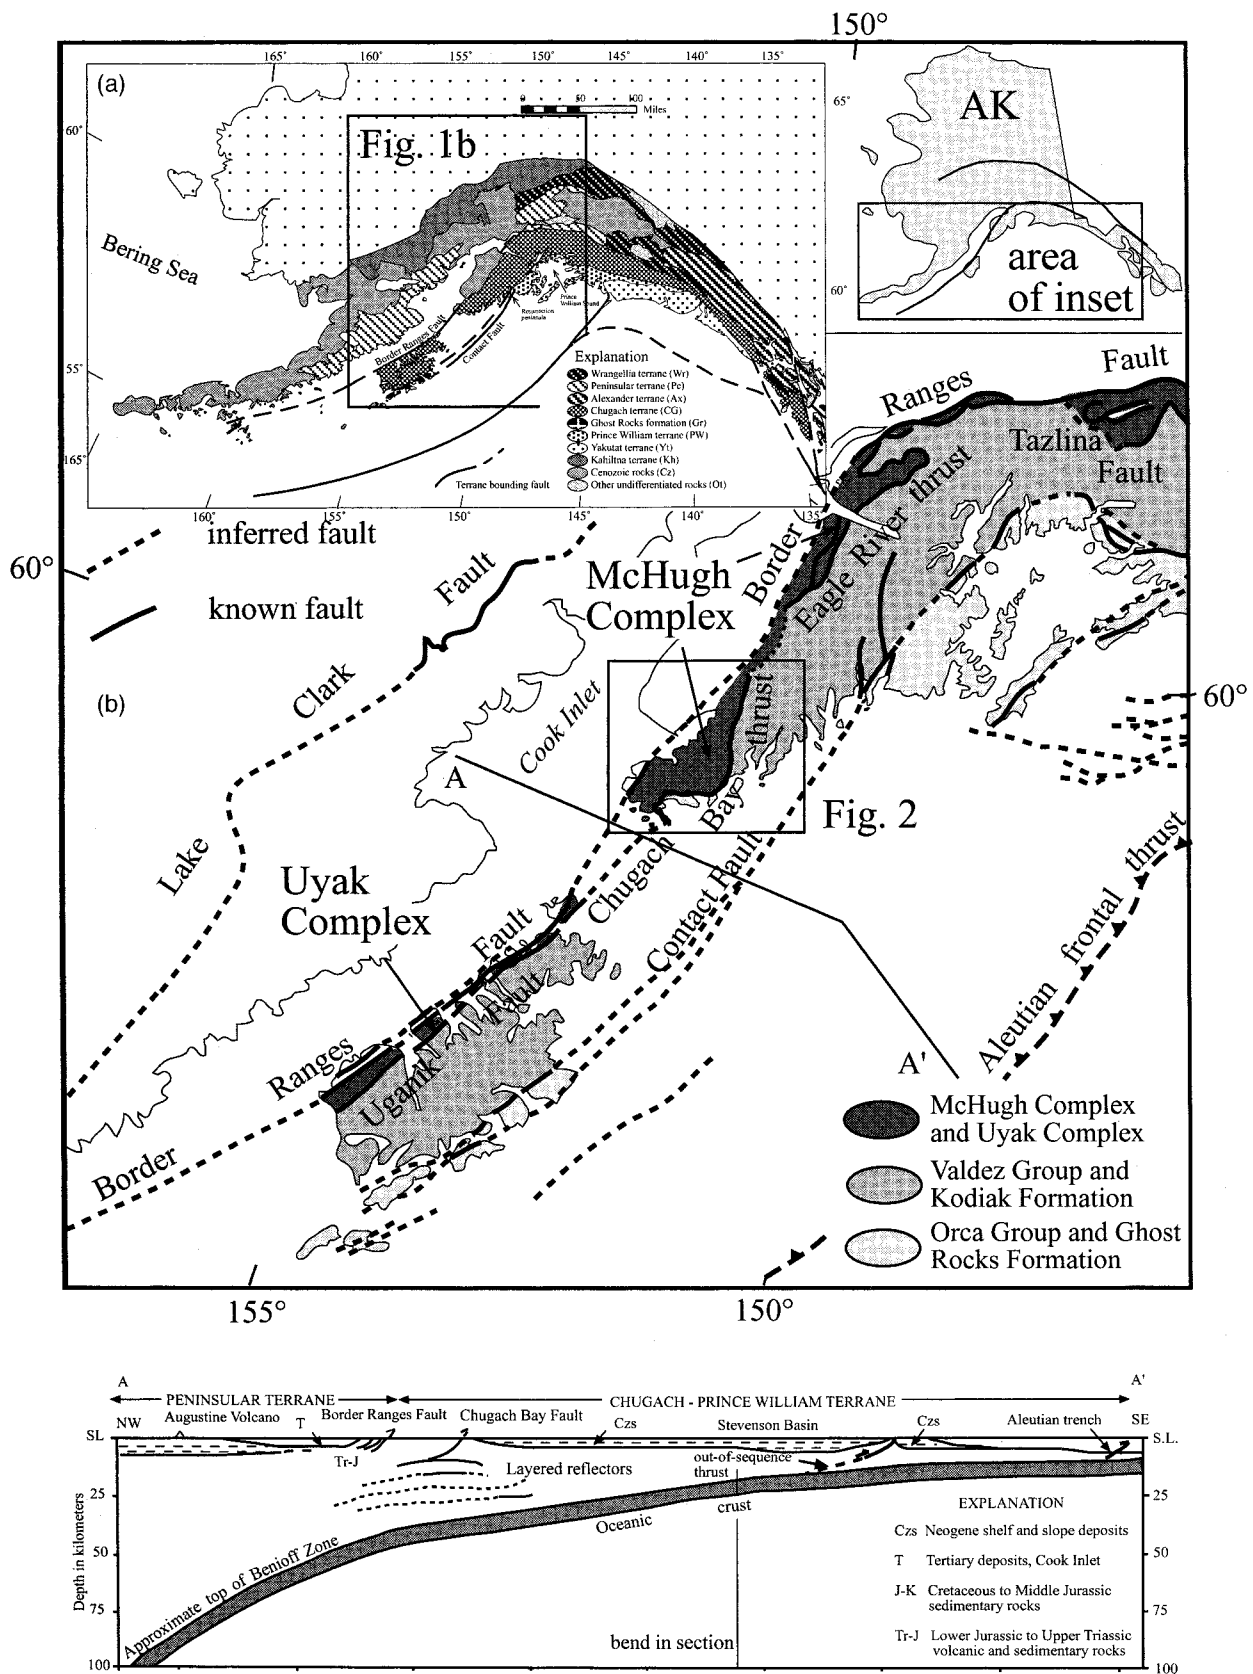 150°
(a)
165°
160°
155°
150°
145°
140°
135°
0
50
100
Miles
60°
Fig. 1b
65°
AK
Bering Sea
area
of inset
60°
Prince
William Sound
Resurrection
peninsula
Border Ranges Fault
Contact Fault
55°
165°
Explanation
Wrangellia terrane (Wr)
Peninsular terrane (Pe)
Alexander terrane (Ax)
Chugach terrane (CG)
Ghost Rocks formation (Gr)
Prince William terrane (PW)
Yakutat terrane (Yt)
Kahiltna terrane (Kh)
Cenozoic rocks (Cz)
Other undifferentiated rocks (Ot)
Terrane bounding fault
160°
155°
150°
145°
140°
135°
Border
Ranges
Fault
Tazlina
Fault
Eagle River thrust
inferred fault
known fault
60°
60°
(b)
Lake
Clark
Fault
McHugh
Complex
Cook Inlet
A
Chugach
Bay
thrust
Fig. 2
Contact Fault
Uyak
Complex
Border
Ranges
Fault
Uganik
Fault
Aleutian frontal thrust
A'
McHugh Complex
and Uyak Complex
Valdez Group and
Kodiak Formation
Orca Group and Ghost
Rocks Formation
155°
150°
A
A'
PENINSULAR TERRANE
CHUGACH - PRINCE WILLIAM TERRANE
NW
Augustine Volcano
T
Border Ranges Fault
Chugach Bay Fault
Czs
Stevenson Basin
Czs
Aleutian trench
SE
SL
S.L.
Tr-J
Layered reflectors
out-of-sequence
thrust
25
50
75
100
25
50
75
100
Depth in kilometers
Approximate top of Benioff Zone
Oceanic
crust
bend in section
EXPLANATION
Czs Neogene shelf and slope deposits
T Tertiary deposits, Cook Inlet
J-K Cretaceous to Middle Jurassic
sedimentary rocks
Tr-J Lower Jurassic to Upper Triassic
volcanic and sedimentary rocks